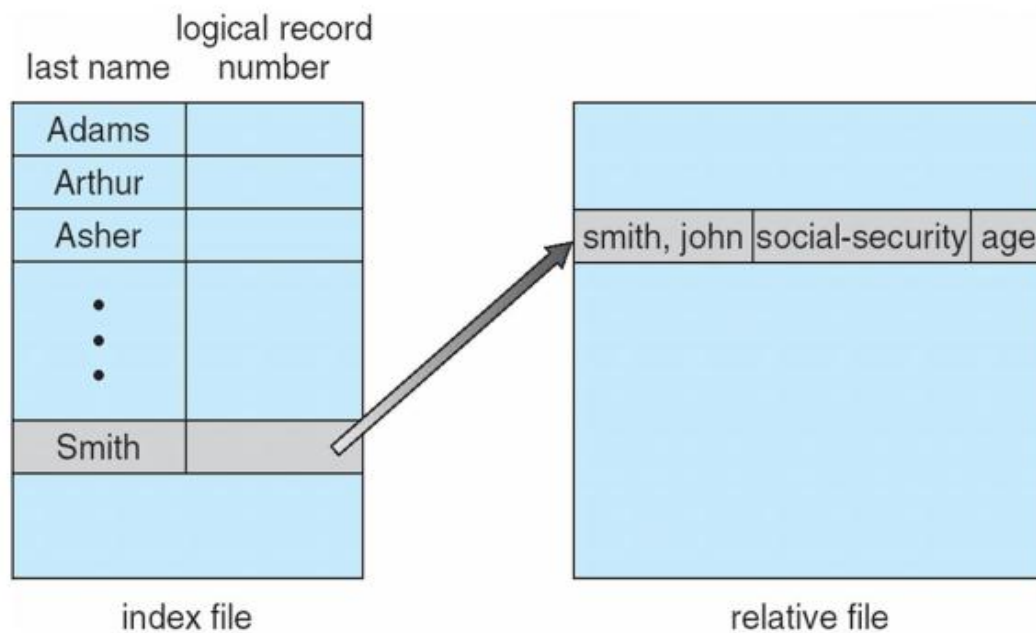 logical record
last name number
Adams
Arthur
Asher
Smith
smith, john social-security age
index file
relative file